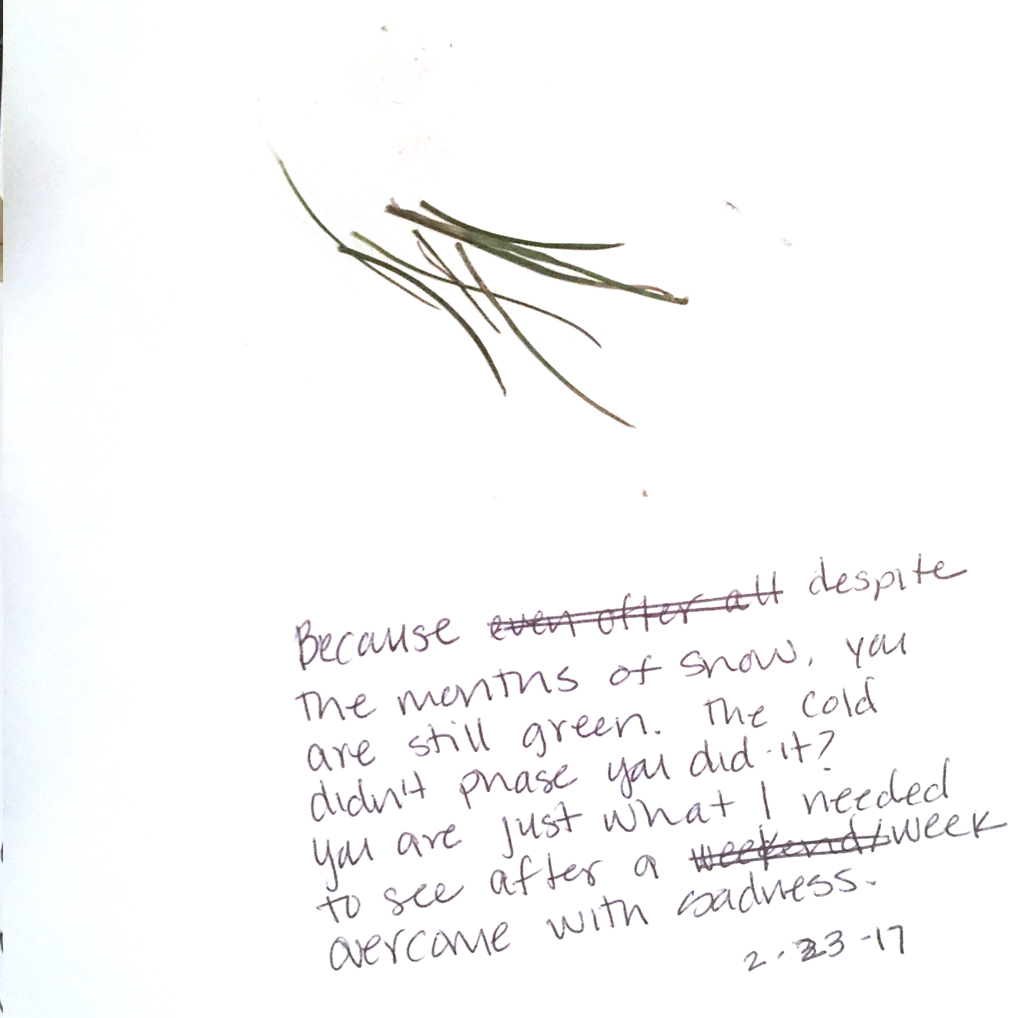 Because even after all despite
the months of snow, you
are still green. The cold
didn't phase you did it?
you are just what I needed
to see after a weekend/week
overcome with sadness.
2.23-17